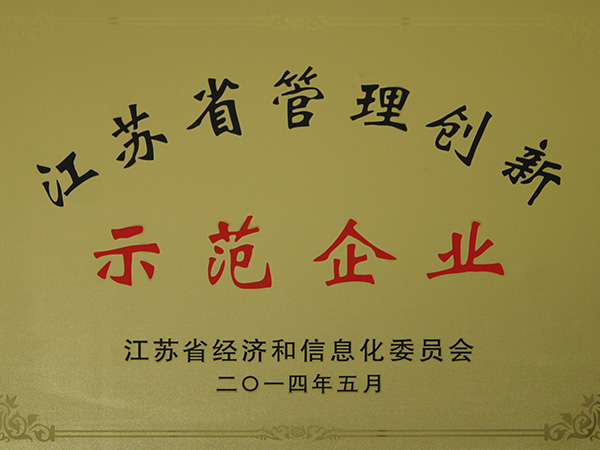 江苏省管理创新
示范企业
江苏省经济和信息化委员会
二〇一四年五月